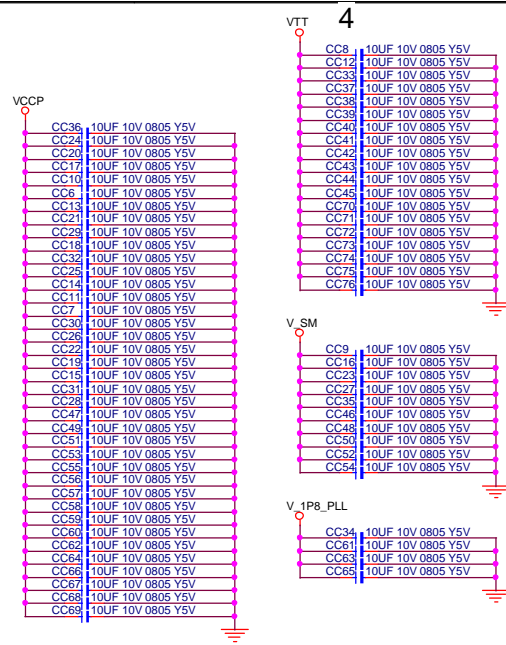 4
VCCP
CC36 10UF 10V 0805 Y5V
CC24 10UF 10V 0805 Y5V
CC20 10UF 10V 0805 Y5V
CC17 10UF 10V 0805 Y5V
CC10 10UF 10V 0805 Y5V
CC6 10UF 10V 0805 Y5V
CC13 10UF 10V 0805 Y5V
CC21 10UF 10V 0805 Y5V
CC29 10UF 10V 0805 Y5V
CC18 10UF 10V 0805 Y5V
CC32 10UF 10V 0805 Y5V
CC25 10UF 10V 0805 Y5V
CC14 10UF 10V 0805 Y5V
CC11 10UF 10V 0805 Y5V
CC7 10UF 10V 0805 Y5V
CC30 10UF 10V 0805 Y5V
CC26 10UF 10V 0805 Y5V
CC22 10UF 10V 0805 Y5V
CC19 10UF 10V 0805 Y5V
CC15 10UF 10V 0805 Y5V
CC31 10UF 10V 0805 Y5V
CC28 10UF 10V 0805 Y5V
CC47 10UF 10V 0805 Y5V
CC49 10UF 10V 0805 Y5V
CC51 10UF 10V 0805 Y5V
CC53 10UF 10V 0805 Y5V
CC55 10UF 10V 0805 Y5V
CC56 10UF 10V 0805 Y5V
CC57 10UF 10V 0805 Y5V
CC58 10UF 10V 0805 Y5V
CC59 10UF 10V 0805 Y5V
CC60 10UF 10V 0805 Y5V
CC62 10UF 10V 0805 Y5V
CC64 10UF 10V 0805 Y5V
CC66 10UF 10V 0805 Y5V
CC67 10UF 10V 0805 Y5V
CC68 10UF 10V 0805 Y5V
CC69 10UF 10V 0805 Y5V
VTT
CC8 10UF 10V 0805 Y5V
CC12 10UF 10V 0805 Y5V
CC33 10UF 10V 0805 Y5V
CC37 10UF 10V 0805 Y5V
CC38 10UF 10V 0805 Y5V
CC39 10UF 10V 0805 Y5V
CC40 10UF 10V 0805 Y5V
CC41 10UF 10V 0805 Y5V
CC42 10UF 10V 0805 Y5V
CC43 10UF 10V 0805 Y5V
CC44 10UF 10V 0805 Y5V
CC45 10UF 10V 0805 Y5V
CC70 10UF 10V 0805 Y5V
CC71 10UF 10V 0805 Y5V
CC72 10UF 10V 0805 Y5V
CC73 10UF 10V 0805 Y5V
CC74 10UF 10V 0805 Y5V
CC75 10UF 10V 0805 Y5V
CC76 10UF 10V 0805 Y5V
V_SM
CC9 10UF 10V 0805 Y5V
CC16 10UF 10V 0805 Y5V
CC23 10UF 10V 0805 Y5V
CC27 10UF 10V 0805 Y5V
CC35 10UF 10V 0805 Y5V
CC46 10UF 10V 0805 Y5V
CC48 10UF 10V 0805 Y5V
CC50 10UF 10V 0805 Y5V
CC52 10UF 10V 0805 Y5V
CC54 10UF 10V 0805 Y5V
V_1P8_PLL
CC34 10UF 10V 0805 Y5V
CC61 10UF 10V 0805 Y5V
CC63 10UF 10V 0805 Y5V
CC65 10UF 10V 0805 Y5V